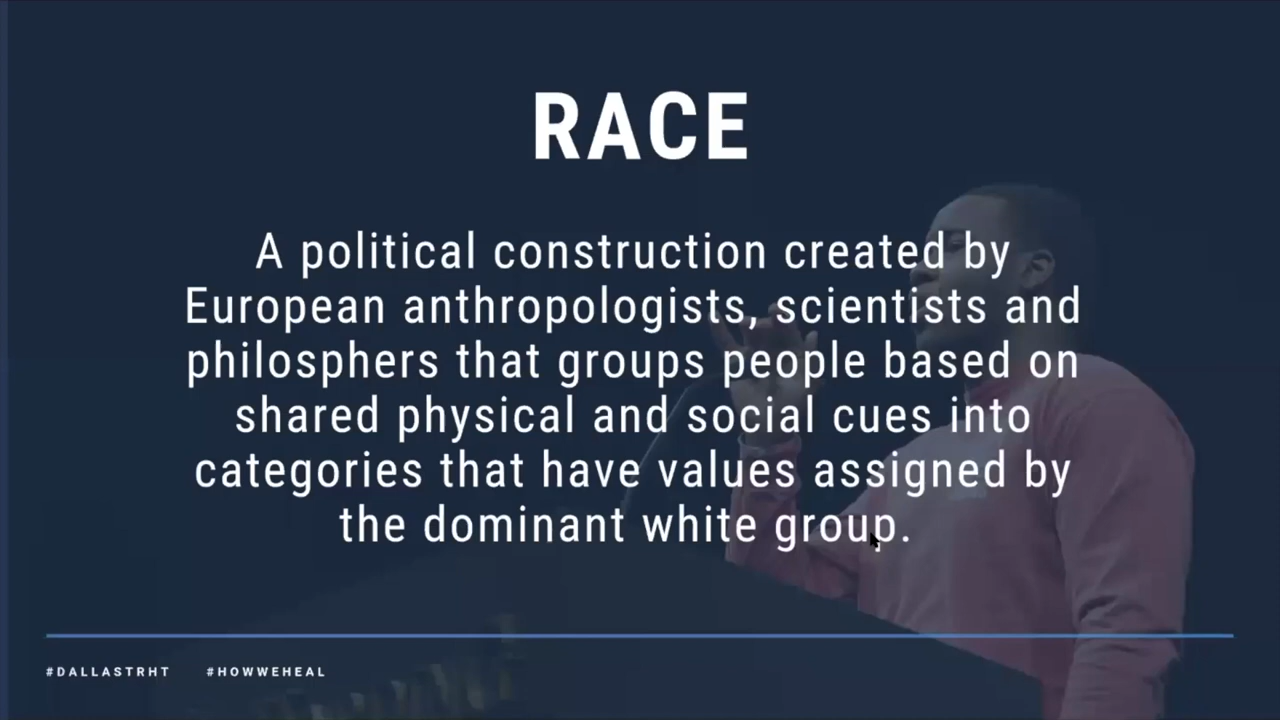 RACE
A political construction created by
European anthropologists, scientists and
philosphers that groups people based on
shared physical and social cues into
categories that have values assigned by
the dominant white group.
#DALLASTRHT #HOWWEHEAL